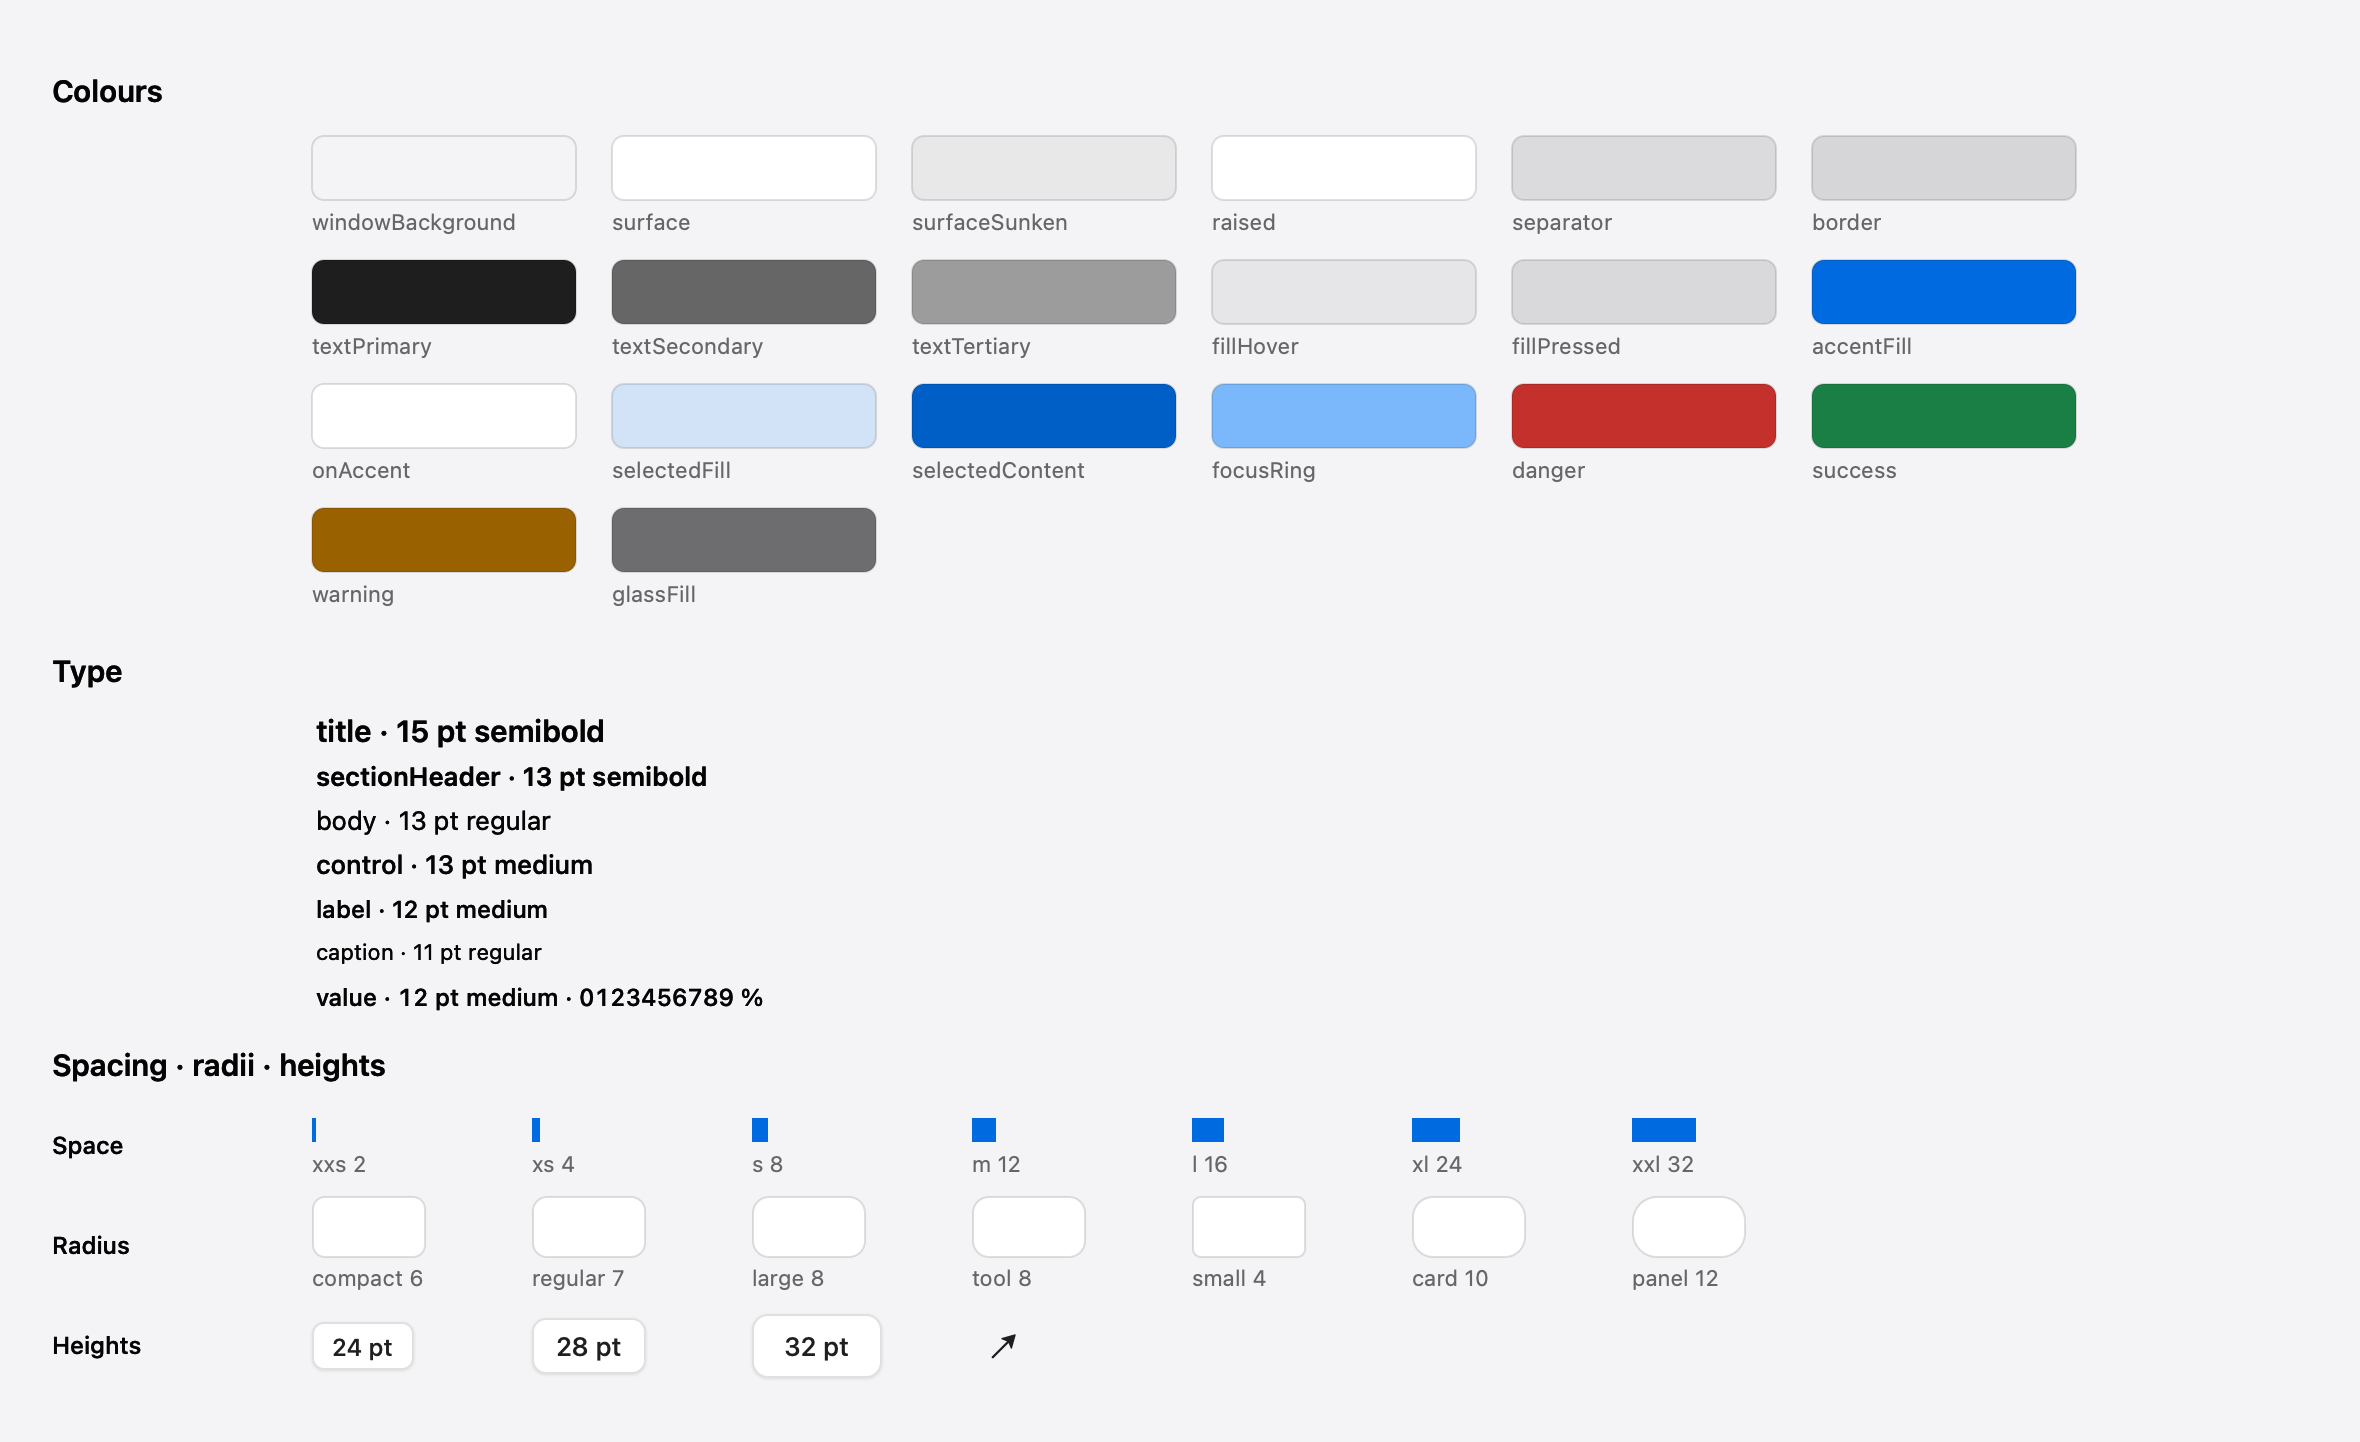 Colours
windowBackground surface surfaceSunken raised separator border
textPrimary textSecondary textTertiary fillHover fillPressed accentFill
onAccent selectedFill selectedContent focusRing danger success
warning glassFill
Type
title · 15 pt semibold
sectionHeader · 13 pt semibold
body · 13 pt regular
control · 13 pt medium
label · 12 pt medium
caption · 11 pt regular
value · 12 pt medium · 0123456789 %
Spacing · radii · heights
Space
xxs 2 xs 4 s 8 m 12 l 16 xl 24 xxl 32
Radius
compact 6 regular 7 large 8 tool 8 small 4 card 10 panel 12
Heights 24 pt 28 pt 32 pt